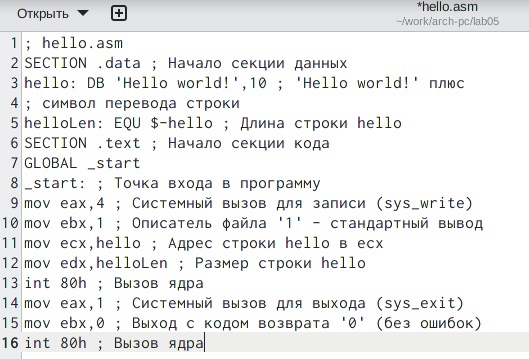 Открыть
*hello.asm
~/work/arch-pc/lab05
1 ; hello.asm
2 SECTION .data ; Начало секции данных
3 hello: DB 'Hello world!',10 ; 'Hello world!' плюс
4 ; символ перевода строки
5 helloLen: EQU $-hello ; Длина строки hello
6 SECTION .text ; Начало секции кода
7 GLOBAL _start
8 _start: ; Точка входа в программу
9 mov eax,4 ; Системный вызов для записи (sys_write)
10 mov ebx,1 ; Описатель файла '1' - стандартный вывод
11 mov ecx,hello ; Адрес строки hello в ecx
12 mov edx,helloLen ; Размер строки hello
13 int 80h ; Вызов ядра
14 mov eax,1 ; Системный вызов для выхода (sys_exit)
15 mov ebx,0 ; Выход с кодом возврата '0' (без ошибок)
16 int 80h ; Вызов ядра